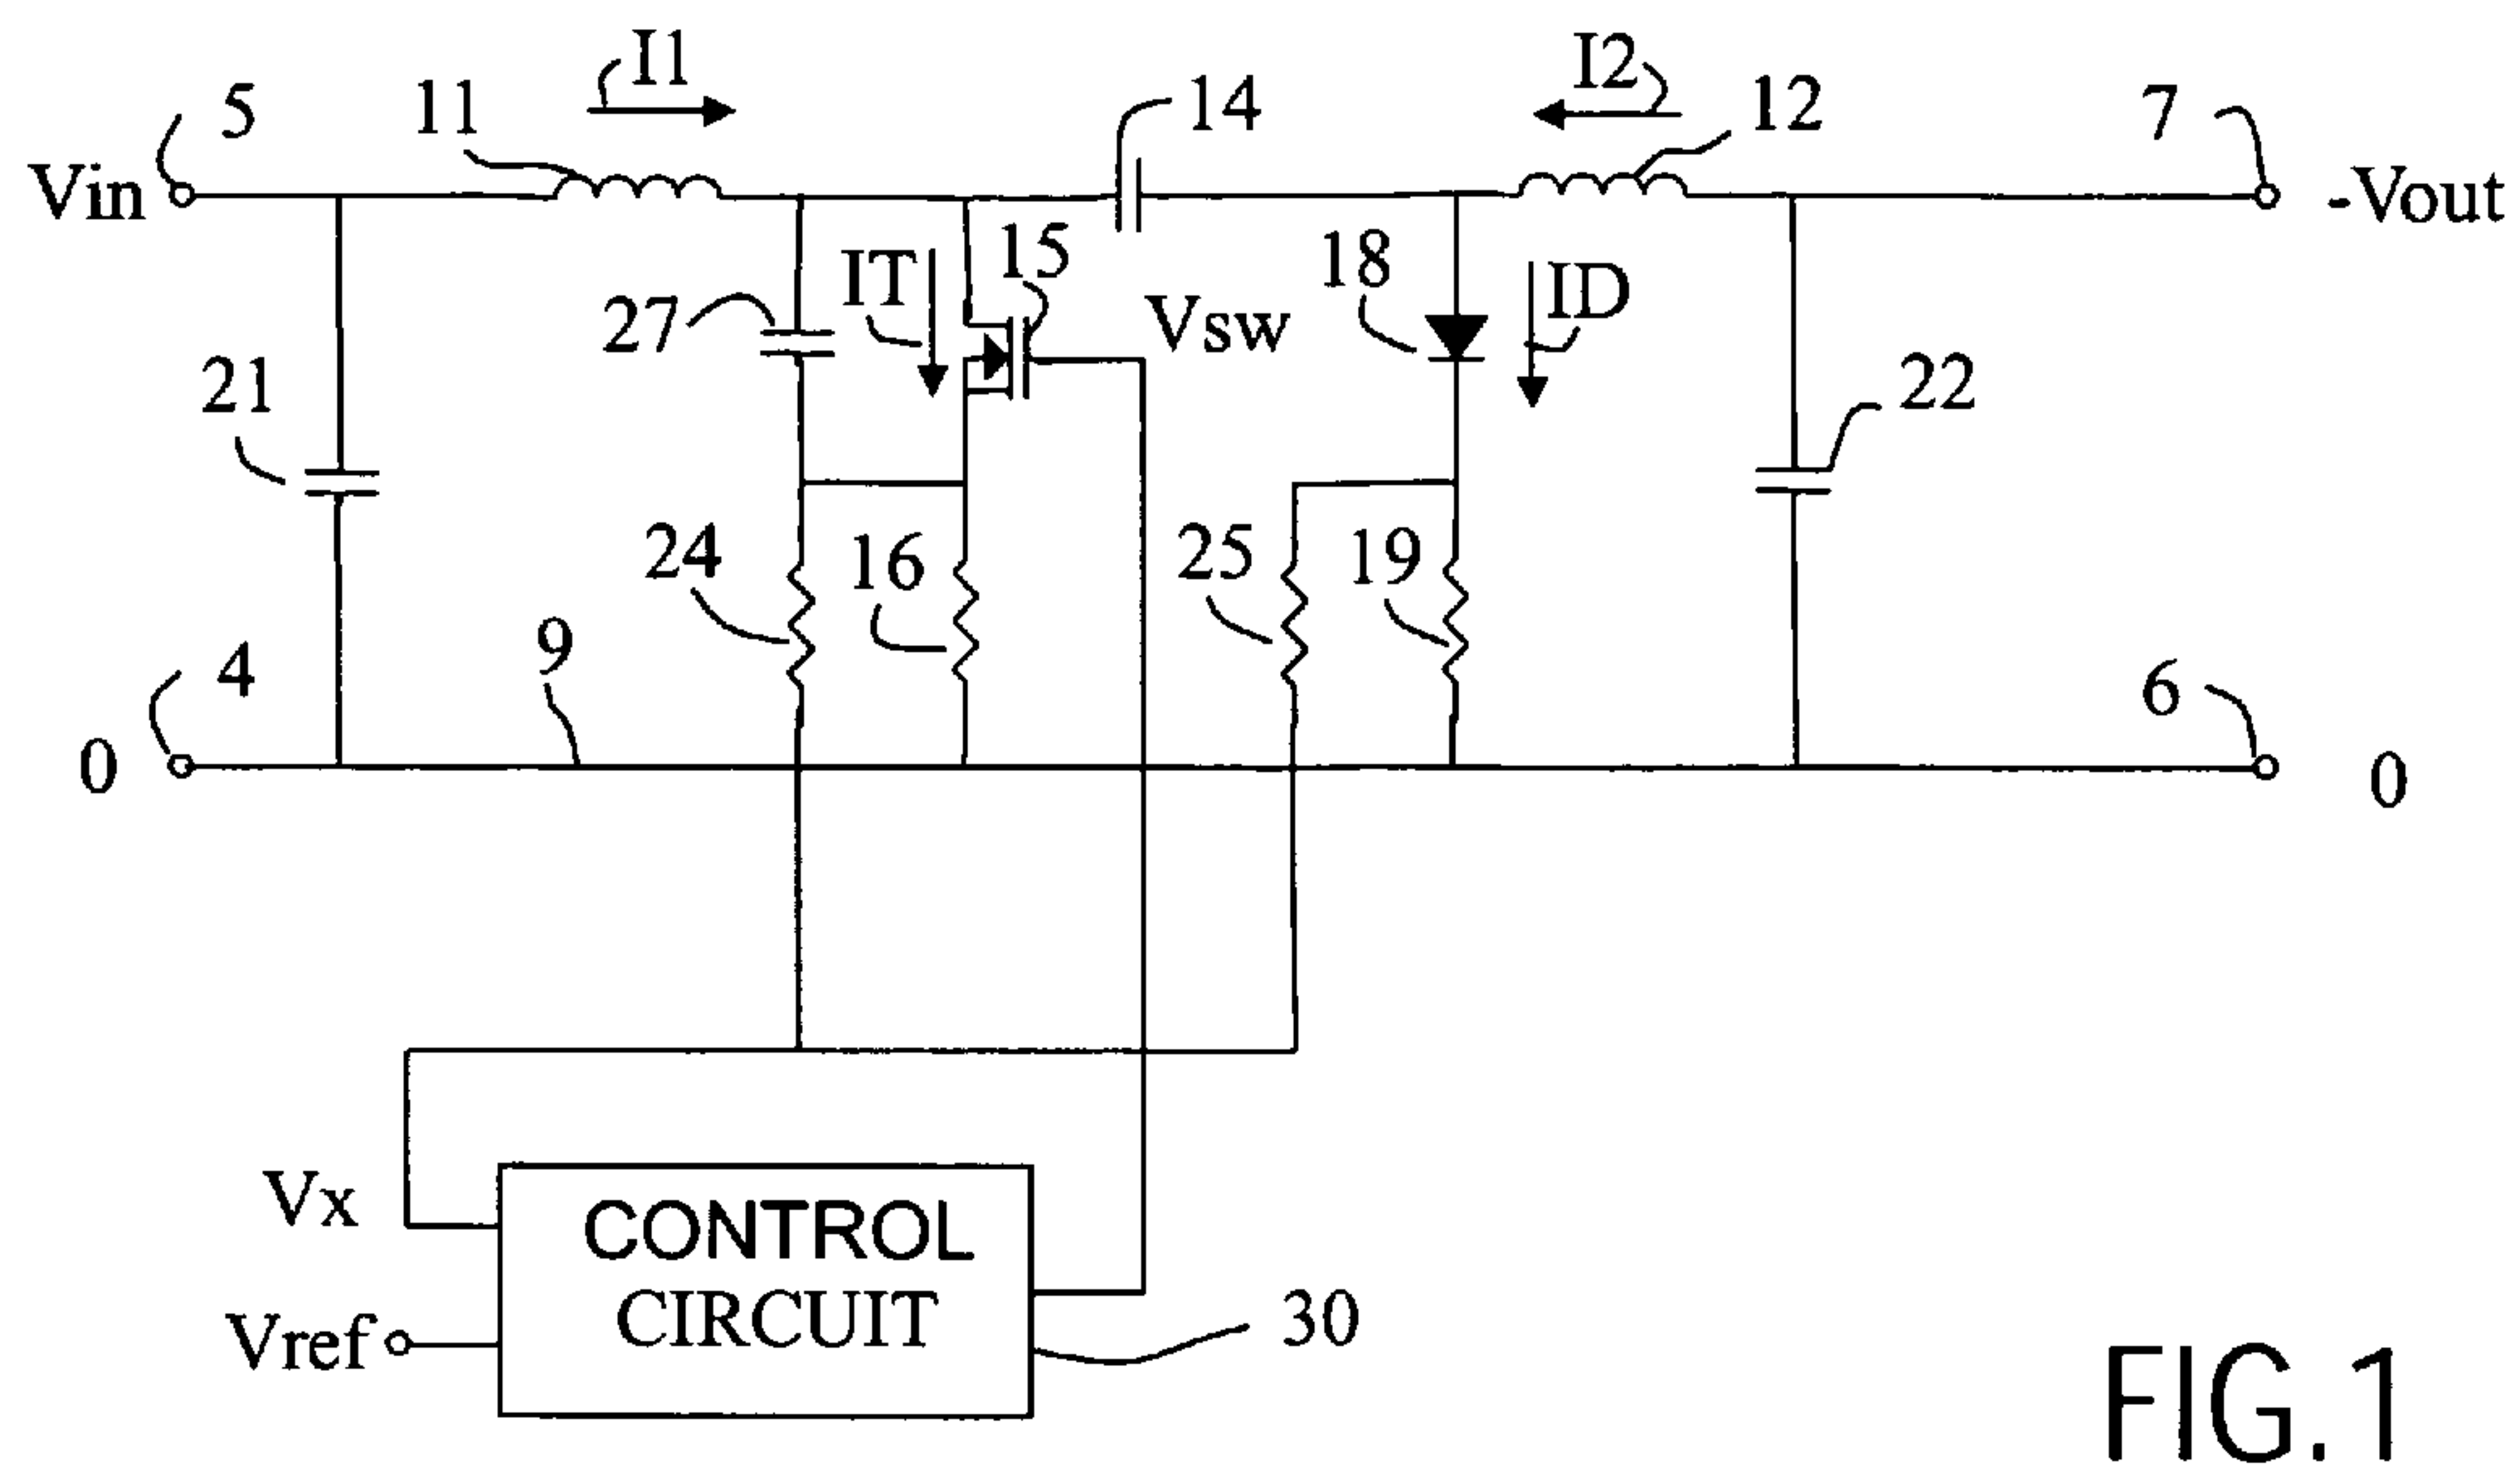 I1
I2
5
11
14
12
7
Vin
-Vout
27
IT
15
Vsw
18
ID
21
22
24
16
25
19
9
4
6
0
0
Vx
CONTROL
CIRCUIT
Vref
30
FIG.1